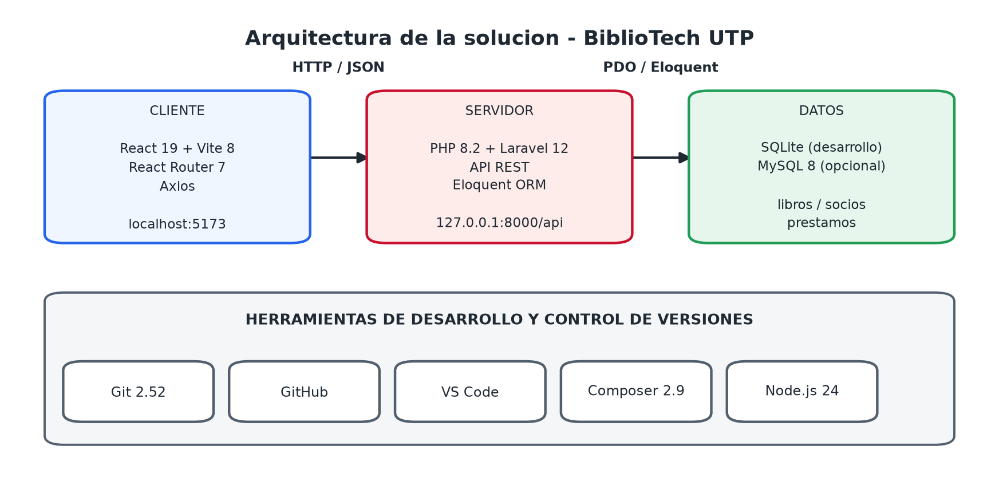 Arquitectura de la solucion - BiblioTech UTP
HTTP / JSON
PDO / Eloquent
CLIENTE
React 19 + Vite 8
React Router 7
Axios
localhost:5173
SERVIDOR
PHP 8.2 + Laravel 12
API REST
Eloquent ORM
127.0.0.1:8000/api
DATOS
SQLite (desarrollo)
MySQL 8 (opcional)
libros / socios
prestamos
HERRAMIENTAS DE DESARROLLO Y CONTROL DE VERSIONES
Git 2.52
GitHub
VS Code
Composer 2.9
Node.js 24